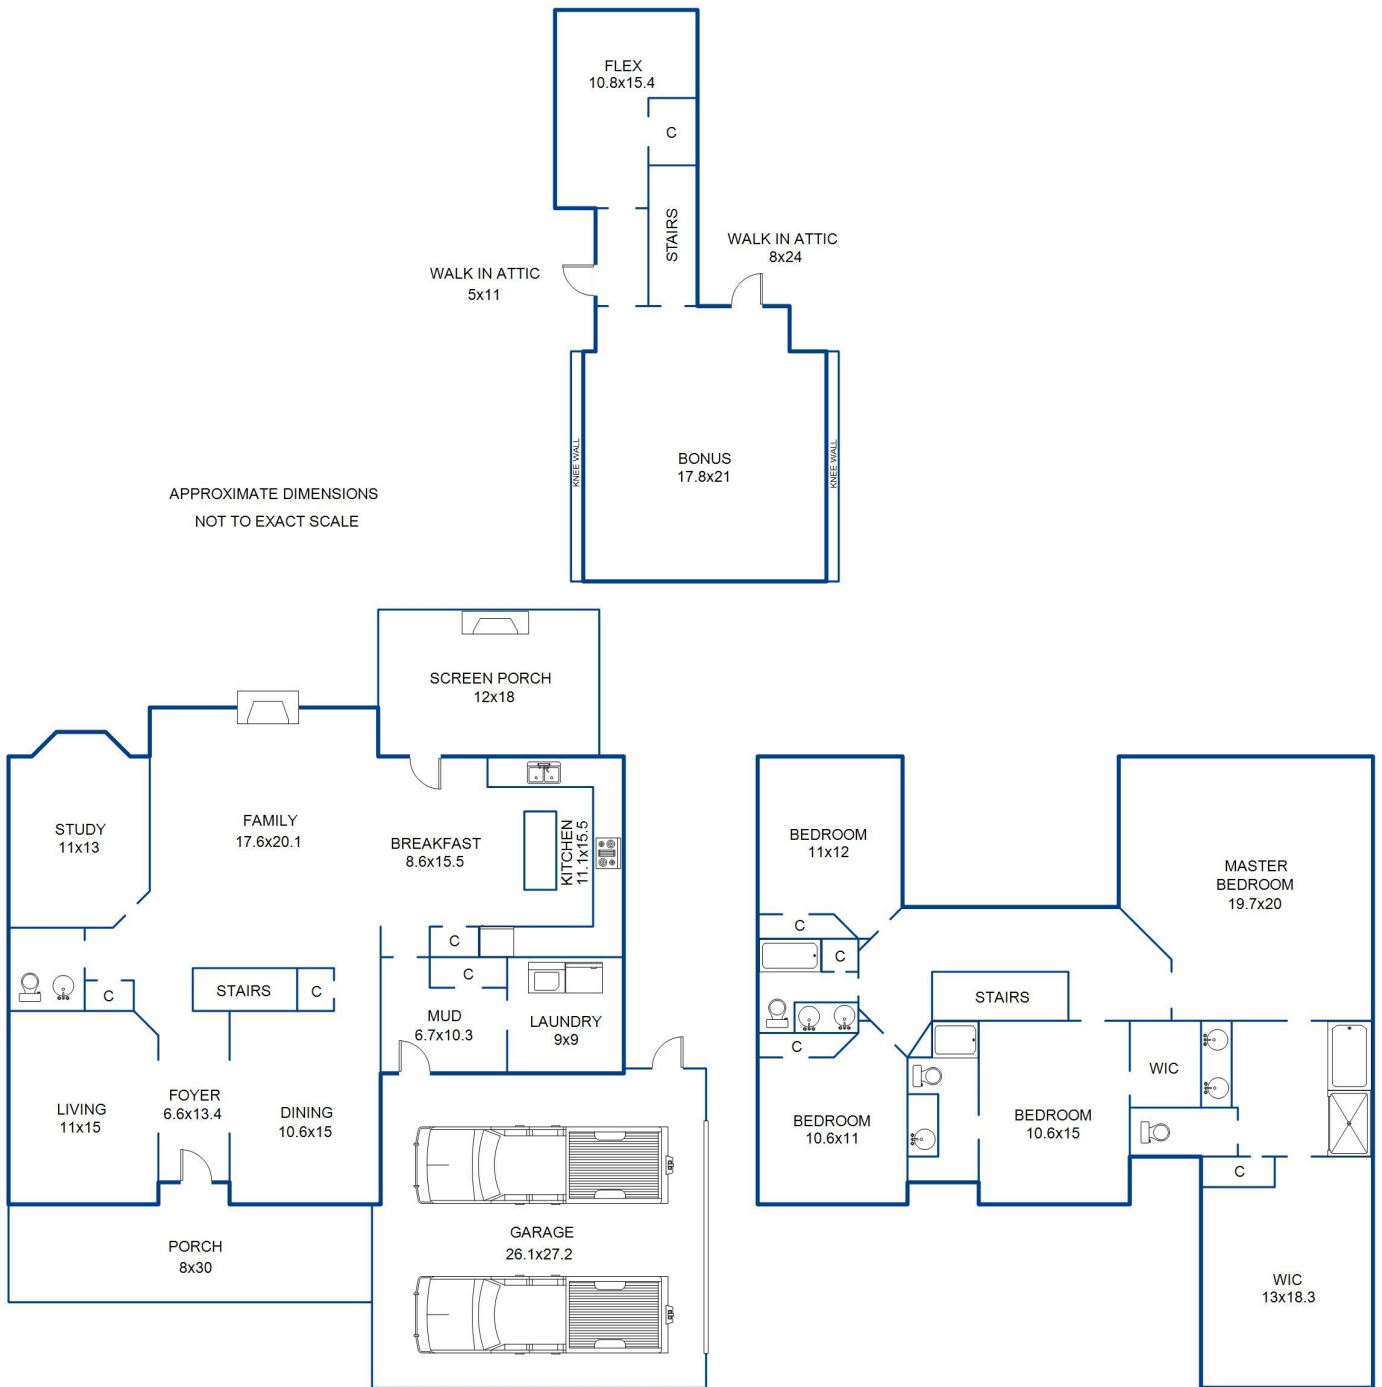 FLEX
10.8x15.4
C
STAIRS
WALK IN ATTIC
8x24
WALK IN ATTIC
5x11
KNEE WALL
BONUS
17.8x21
KNEE WALL
APPROXIMATE DIMENSIONS
NOT TO EXACT SCALE
SCREEN PORCH
12x18
STUDY
11x13
FAMILY
17.6x20.1
BREAKFAST
8.6x15.5
KITCHEN
11.1x15.5
C
C
C
STAIRS
C
MUD
6.7x10.3
LAUNDRY
9x9
LIVING
11x15
FOYER
6.6x13.4
DINING
10.6x15
PORCH
8x30
GARAGE
26.1x27.2
BEDROOM
11x12
MASTER
BEDROOM
19.7x20
C
C
STAIRS
C
WIC
BEDROOM
10.6x11
BEDROOM
10.6x15
C
WIC
13x18.3